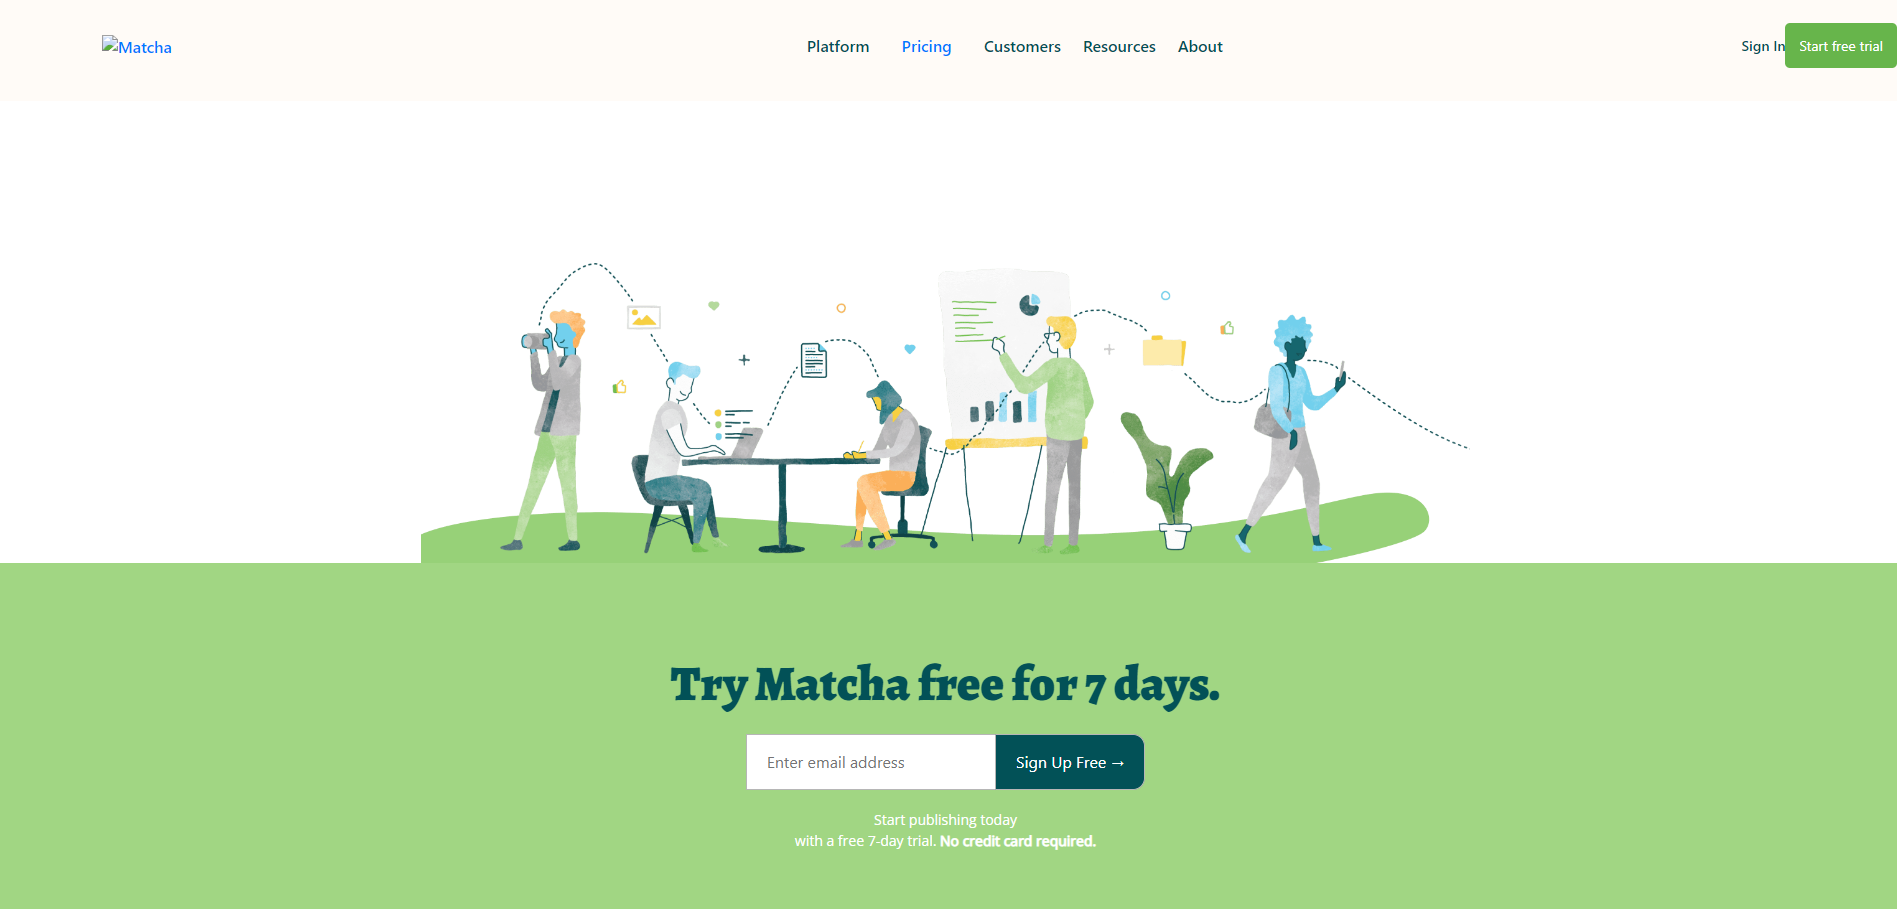 Matcha
Platform Pricing Customers Resources About
Sign In Start free trial
Try Matcha free for 7 days.
Enter email address
Sign Up Free →
Start publishing today
with a free 7-day trial. No credit card required.